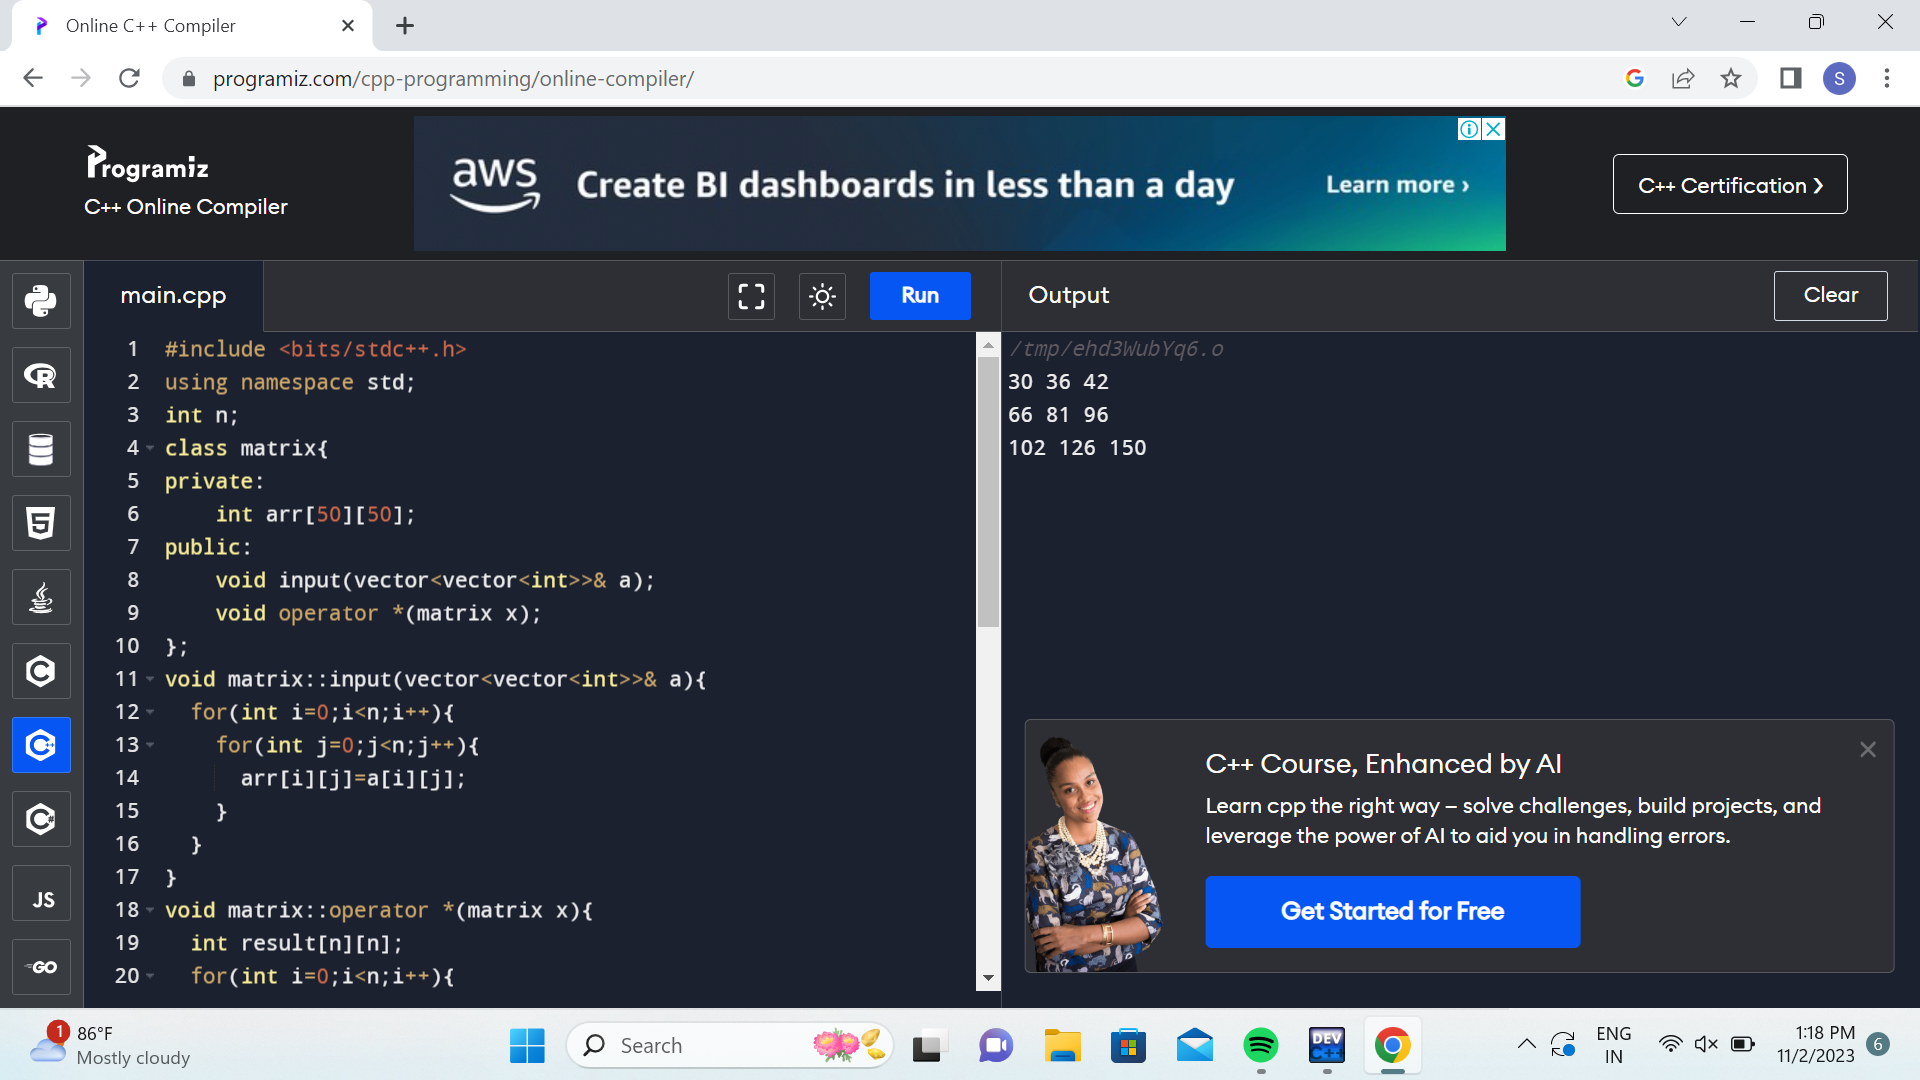 Online C++ Compiler
programiz.com/cpp-programming/online-compiler/
S
Programiz
C++ Online Compiler
aws
Create BI dashboards in less than a day
Learn more ›
C++ Certification ❯
main.cpp
Run
Output
Clear
1 #include <bits/stdc++.h>
2 using namespace std;
3 int n;
4 class matrix{
5 private:
6 int arr[50][50];
7 public:
8 void input(vector<vector<int>>& a);
9 void operator *(matrix x);
10 };
11 void matrix::input(vector<vector<int>>& a){
12 for(int i=0;i<n;i++){
13 for(int j=0;j<n;j++){
14 arr[i][j]=a[i][j];
15 }
16 }
17 }
18 void matrix::operator *(matrix x){
19 int result[n][n];
20 for(int i=0;i<n;i++){
/tmp/ehd3WubYq6.o
30 36 42
66 81 96
102 126 150
C++ Course, Enhanced by AI
Learn cpp the right way – solve challenges, build projects, and
leverage the power of AI to aid you in handling errors.
Get Started for Free
R
5
C
C++
C#
JS
GO
1
86°F
Mostly cloudy
Search
DEV
C++
ENG
IN
1:18 PM
11/2/2023
6